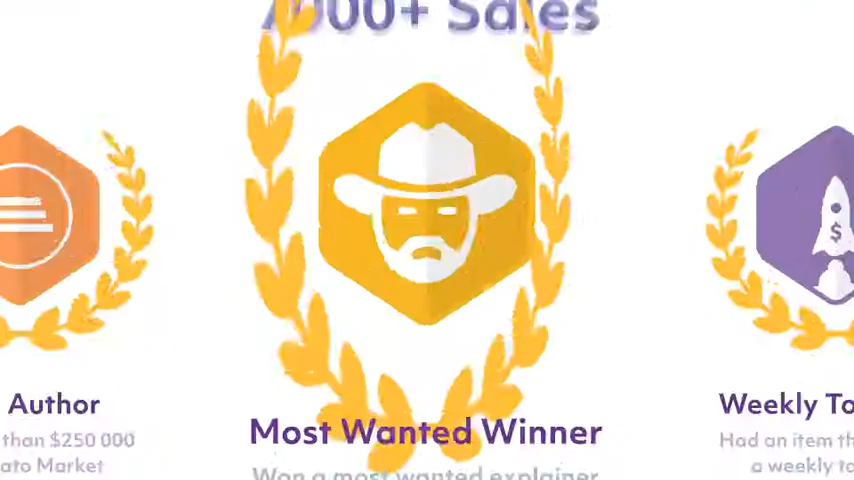 000+ Sales
Author
than $250 000
ato Market
$
Most Wanted Winner
Won a most wanted explainer
Weekly To
Had an item th
a weekly to